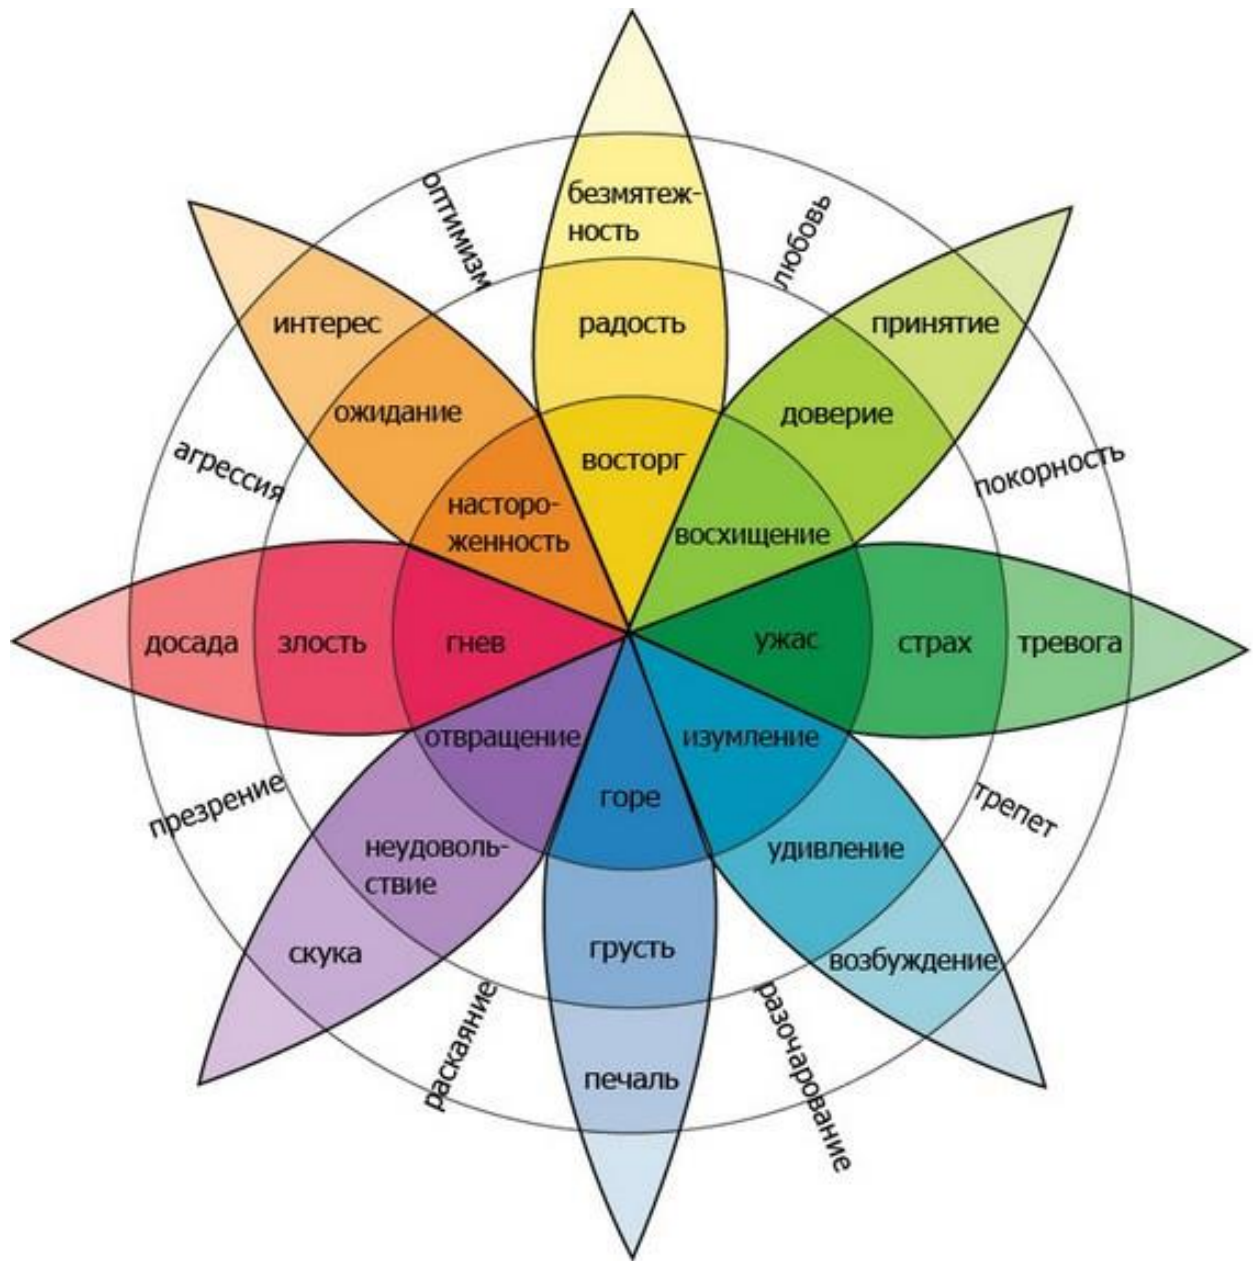 безмятеж-
ность
оптимизм
любовь
интерес
радость
принятие
ожидание
доверие
восторг
агрессия
покорность
насторо-
женность
восхищение
досада
злость
гнев
ужас
страх
тревога
отвращение
изумление
презрение
горе
трепет
неудоволь-
ствие
удивление
скука
грусть
возбуждение
раскаяние
разочарование
печаль